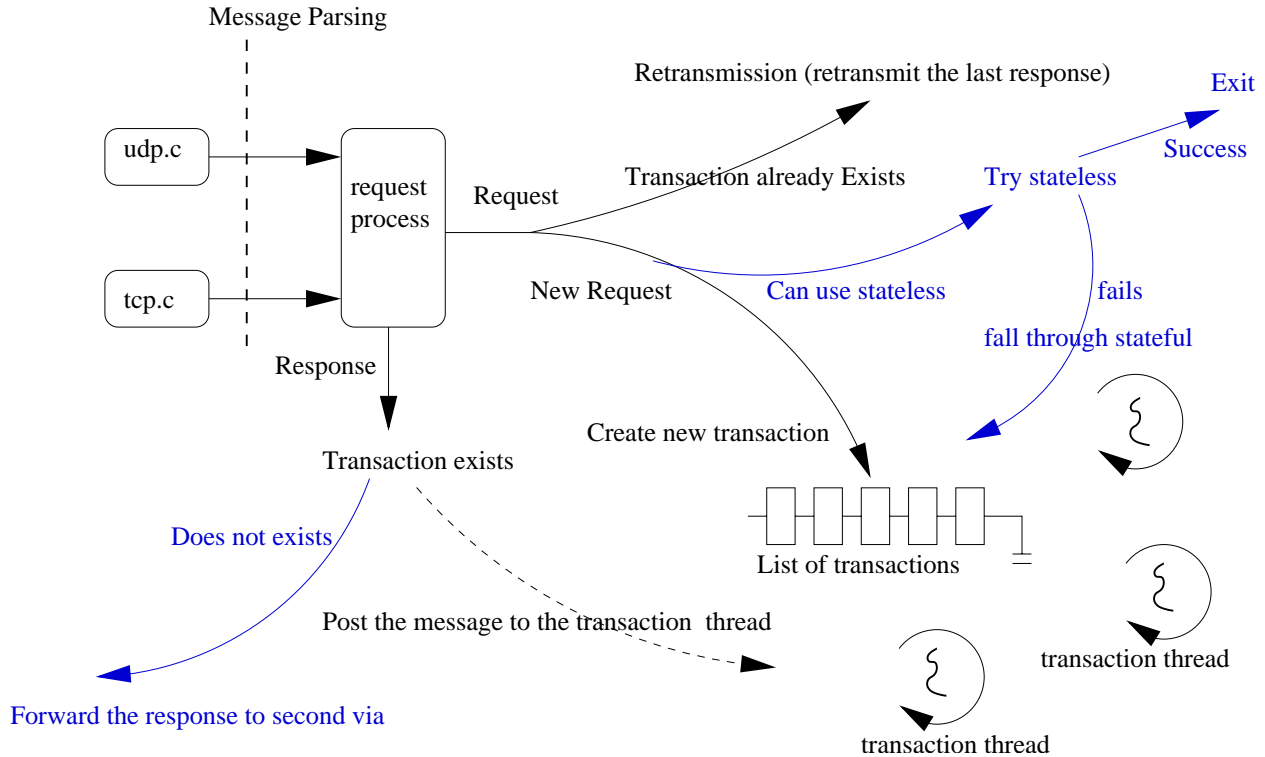 Message Parsing
Retransmission (retransmit the last response)
Exit
udp.c
Success
request
process
Request
Transaction already Exists
Try stateless
tcp.c
New Request
Can use stateless
fails
fall through stateful
Response
Create new transaction
Transaction exists
Does not exists
List of transactions
Post the message to the transaction  thread
transaction thread
Forward the response to second via
transaction thread